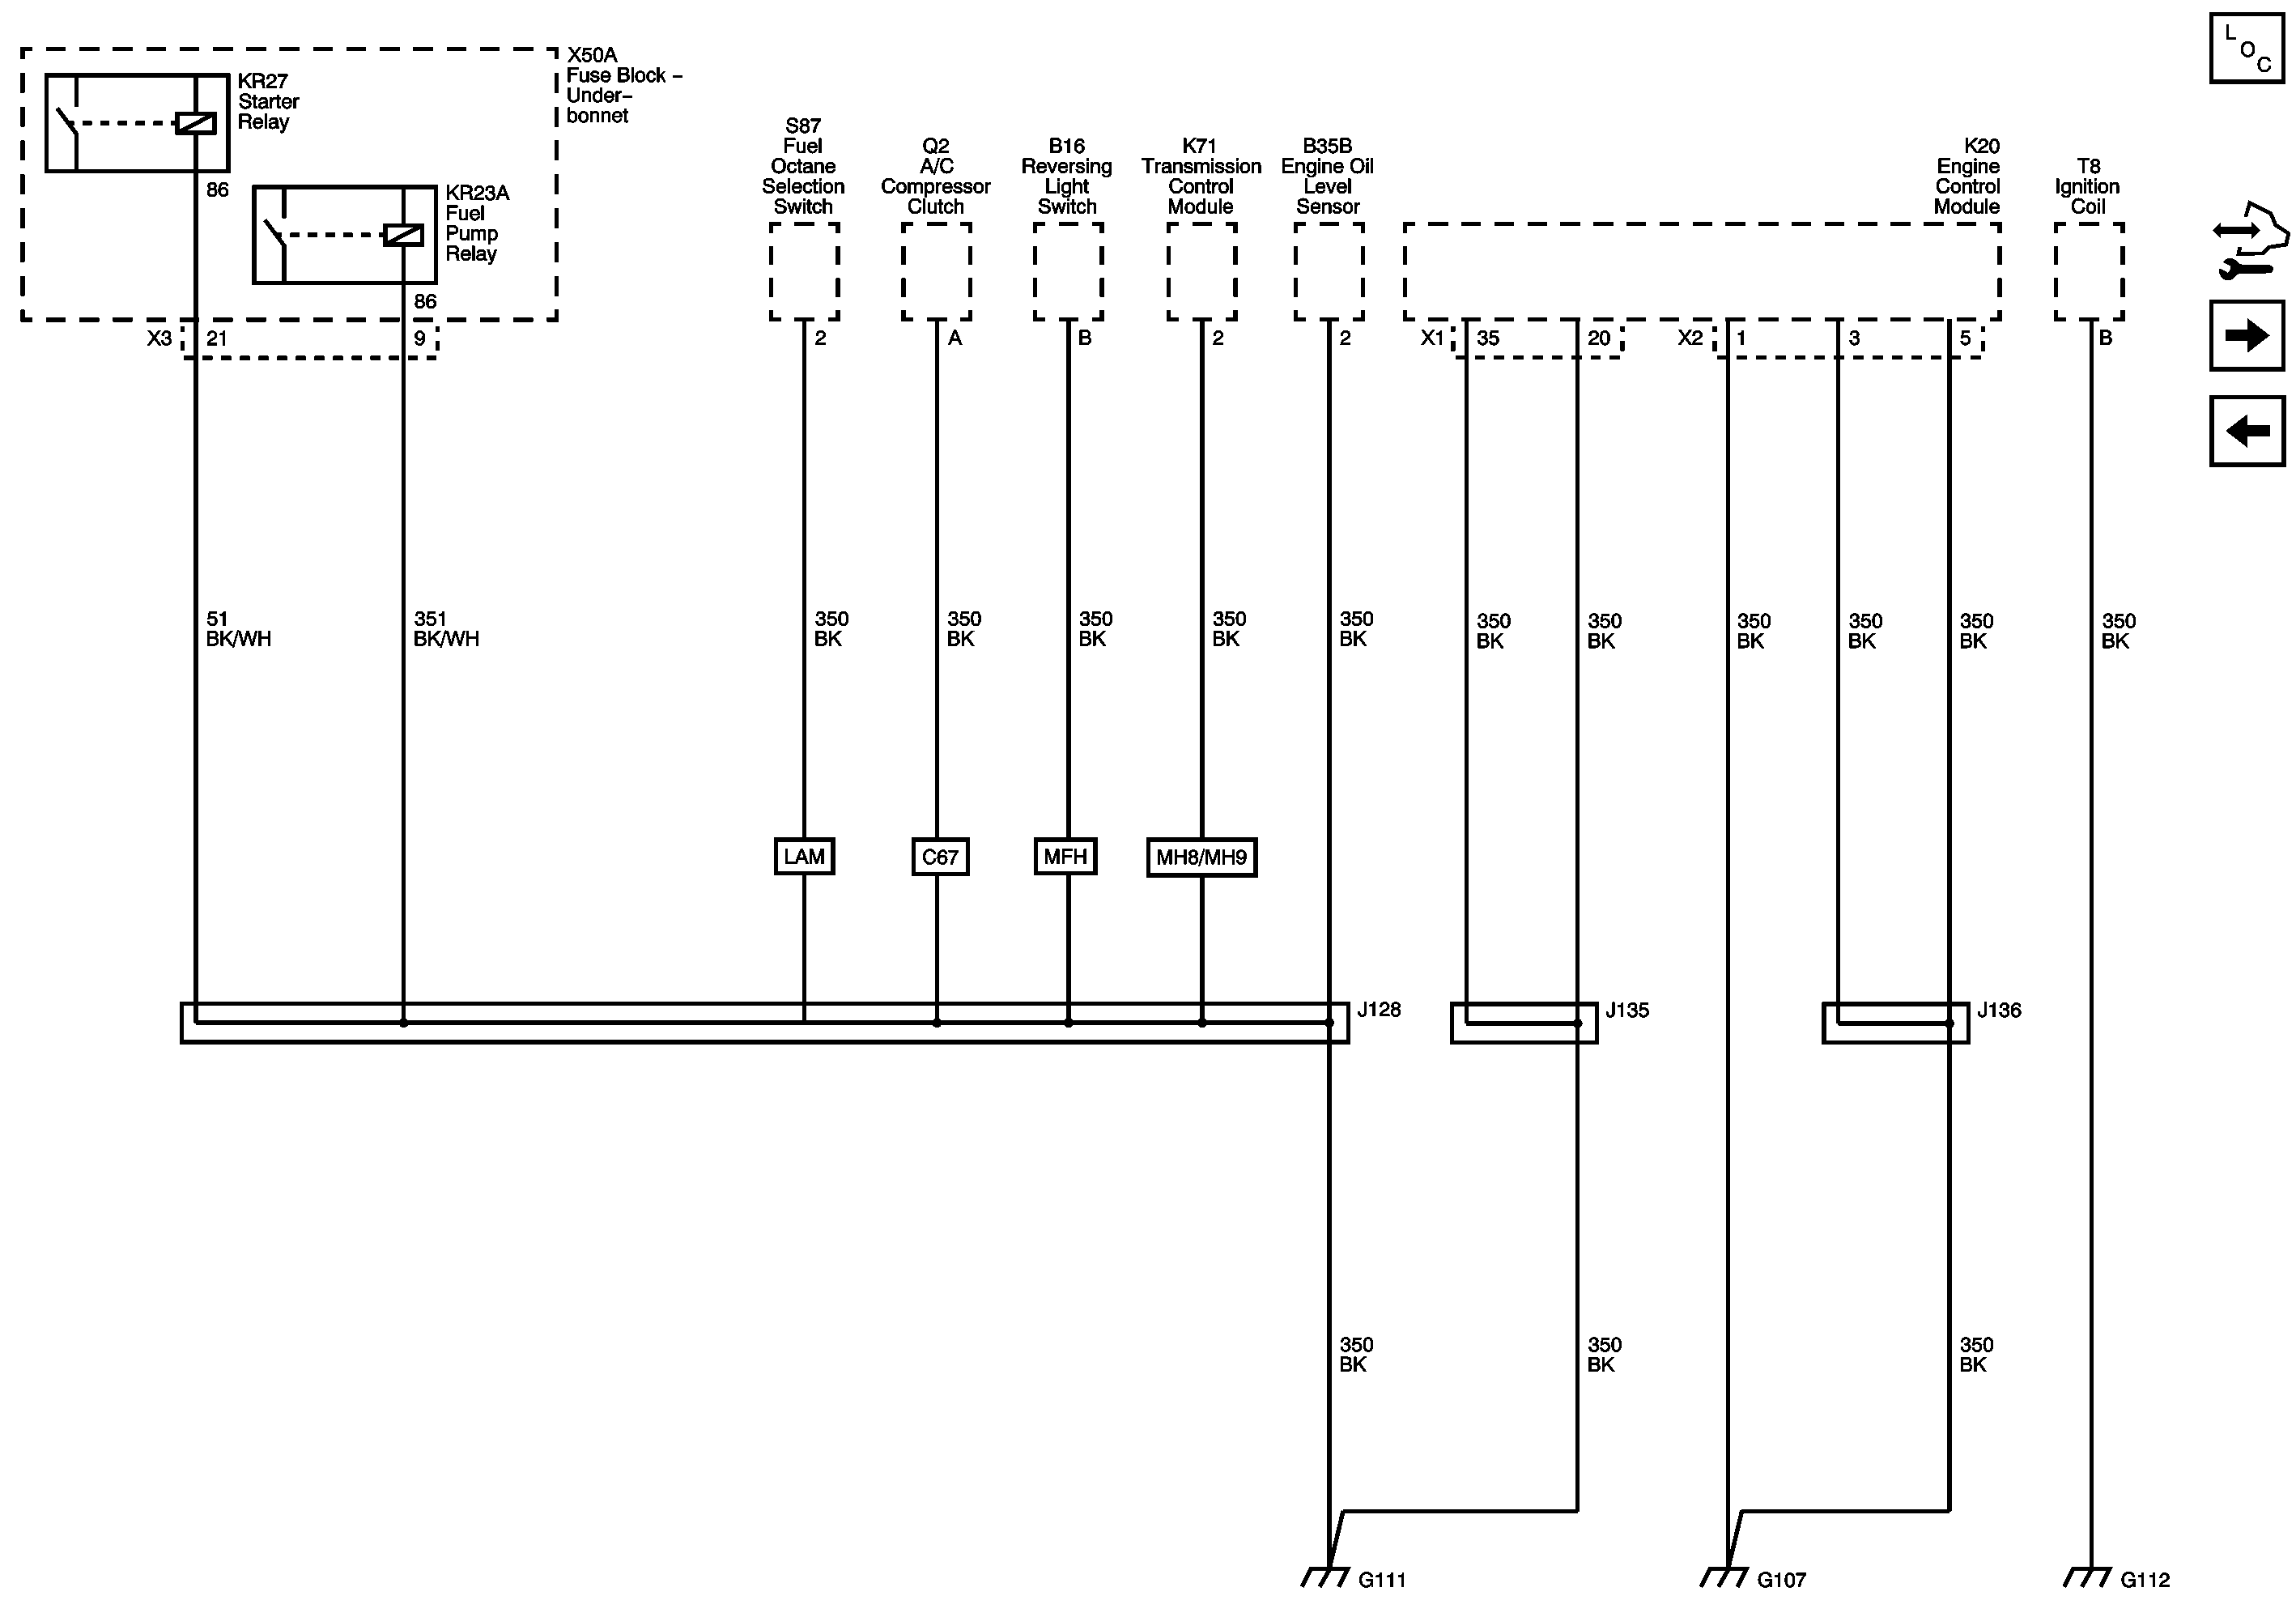 L
O
C
X50A
Fuse Block –
Under–
bonnet
KR27
Starter
Relay
86
KR23A
Fuel
Pump
Relay
86
X3
21
9
S87
Fuel
Octane
Selection
Switch
2
Q2
A/C
Compressor
Clutch
A
B16
Reversing
Light
Switch
B
K71
Transmission
Control
Module
2
B35B
Engine Oil
Level
Sensor
2
K20
Engine
Control
Module
X1
35
20
X2
1
3
5
T8
Ignition
Coil
B
51
BK/WH
351
BK/WH
350
BK
350
BK
350
BK
350
BK
350
BK
350
BK
350
BK
350
BK
350
BK
350
BK
350
BK
LAM
C67
MFH
MH8/MH9
J128
J135
J136
350
BK
350
BK
350
BK
G111
G107
G112